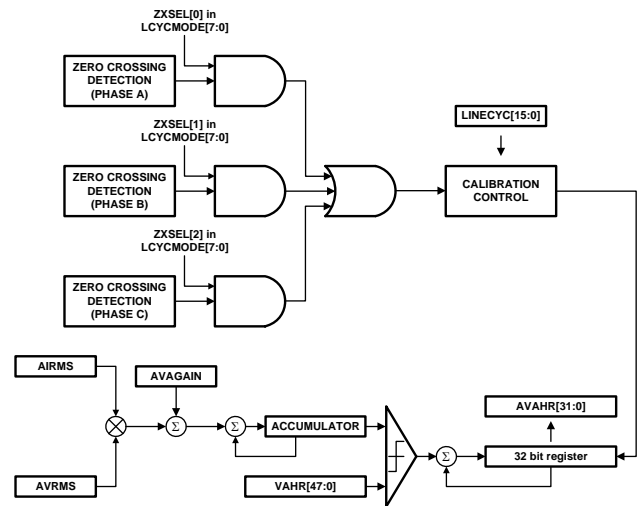 ZXSEL[0] in
LCYCMODE[7:0]
ZERO CROSSING
DETECTION
(PHASE A)
ZXSEL[1] in
LCYCMODE[7:0]
ZERO CROSSING
DETECTION
(PHASE B)
ZXSEL[2] in
LCYCMODE[7:0]
ZERO CROSSING
DETECTION
(PHASE C)
LINECYC[15:0]
CALIBRATION
CONTROL
AIRMS
AVAGAIN
AVAHR[31:0]
Σ
Σ
ACCUMULATOR
Σ
32 bit register
AVRMS
VAHR[47:0]